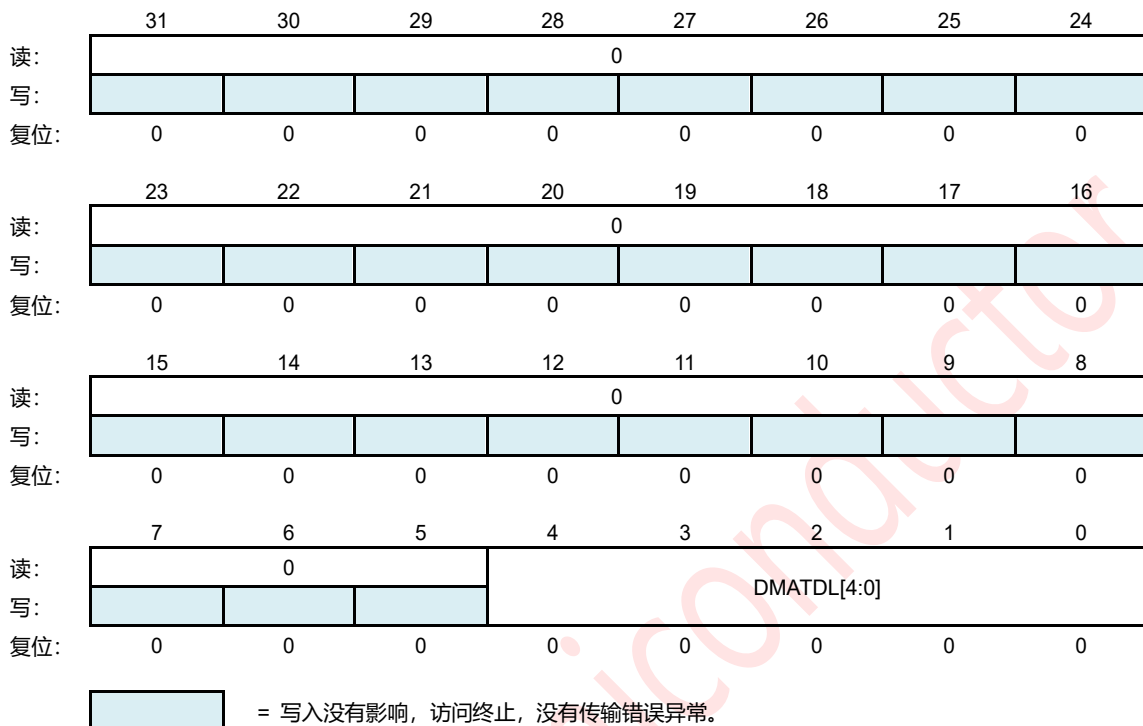 31 30 29 28 27 26 25 24
读： 0
写：
复位： 0 0 0 0 0 0 0 0
23 22 21 20 19 18 17 16
读： 0
写：
复位： 0 0 0 0 0 0 0 0
15 14 13 12 11 10 9 8
读： 0
写：
复位： 0 0 0 0 0 0 0 0
7 6 5 4 3 2 1 0
读： 0 DMATDL[4:0]
写：
复位： 0 0 0 0 0 0 0 0
= 写入没有影响，访问终止，没有传输错误异常。
iconductor